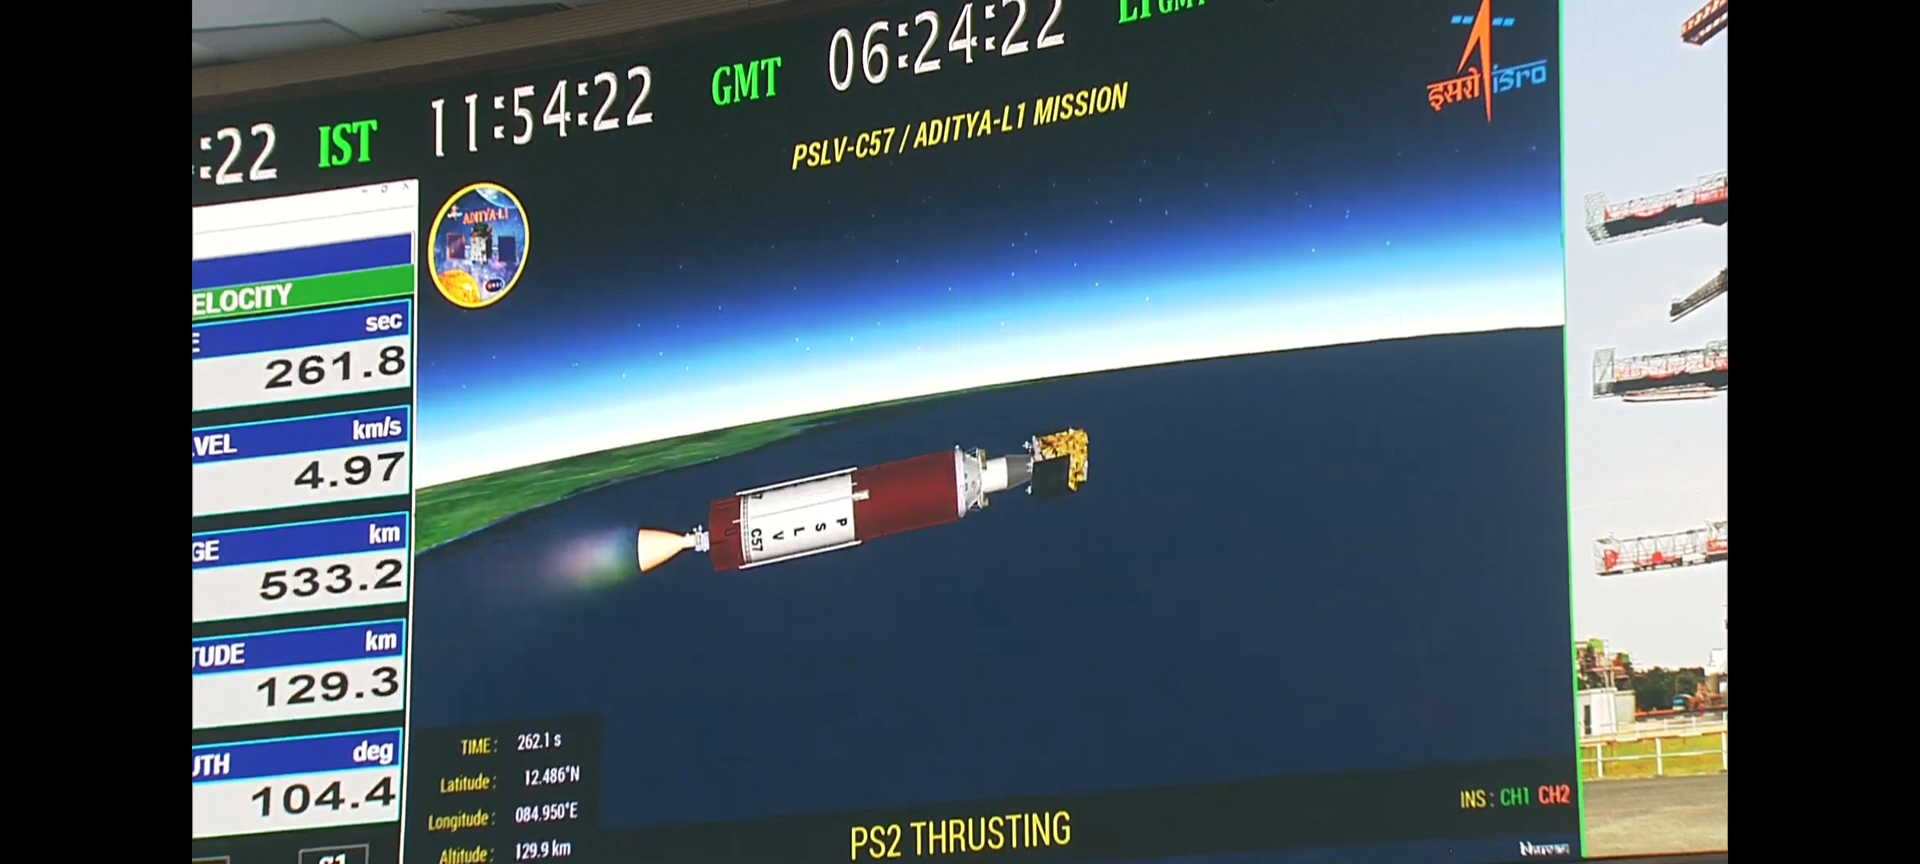 :22 IST 11:54:22 GMT 06:24:22
PSLV-C57 / ADITYA-L1 MISSION
इसरो isro
ADITYA-L1
ELOCITY
sec
261.8
VEL km/s
4.97
GE km
533.2
TUDE km
129.3
UTH deg
104.4
P
S
L
V
C57
TIME : 262.1 s
Latitude : 12.486°N
Longitude : 084.950°E
Altitude : 129.9 km
PS2 THRUSTING
INS : CH1 CH2